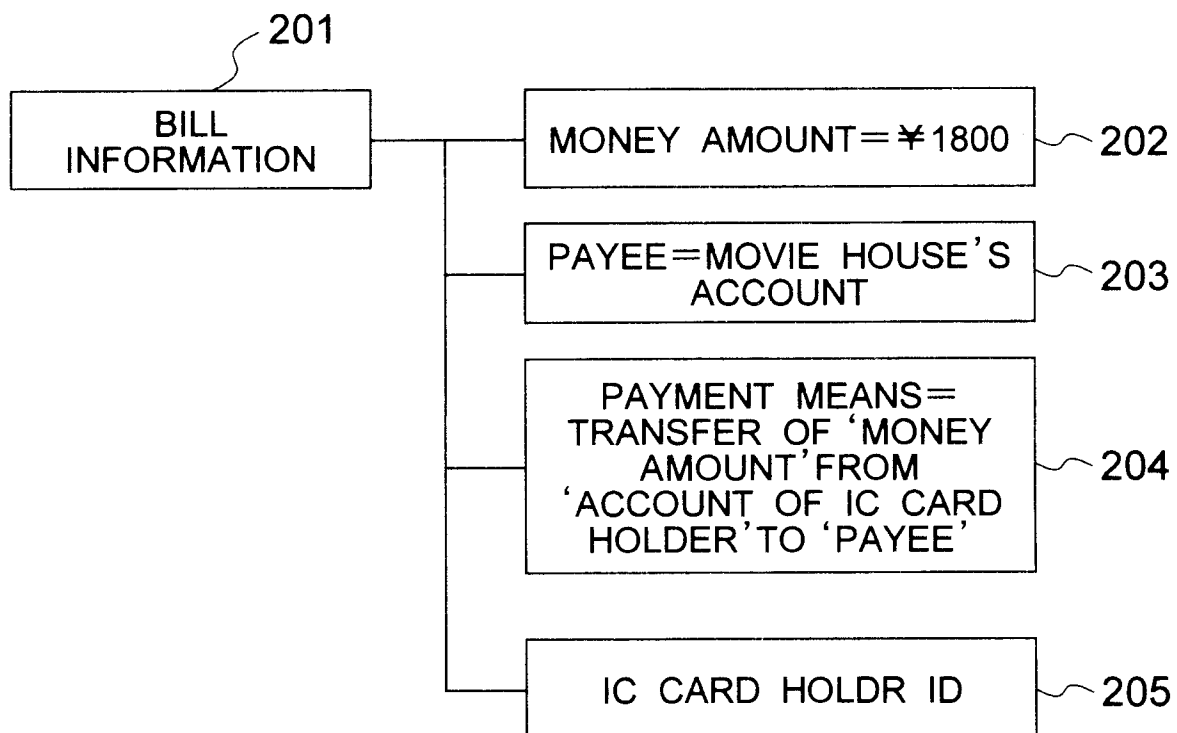 201
BILL
INFORMATION
MONEY AMOUNT=¥1800
202
PAYEE=MOVIE HOUSE'S
ACCOUNT
203
PAYMENT MEANS=
TRANSFER OF ‘MONEY
AMOUNT’FROM
‘ACCOUNT OF IC CARD
HOLDER’TO ‘PAYEE’
204
IC CARD HOLDR ID
205